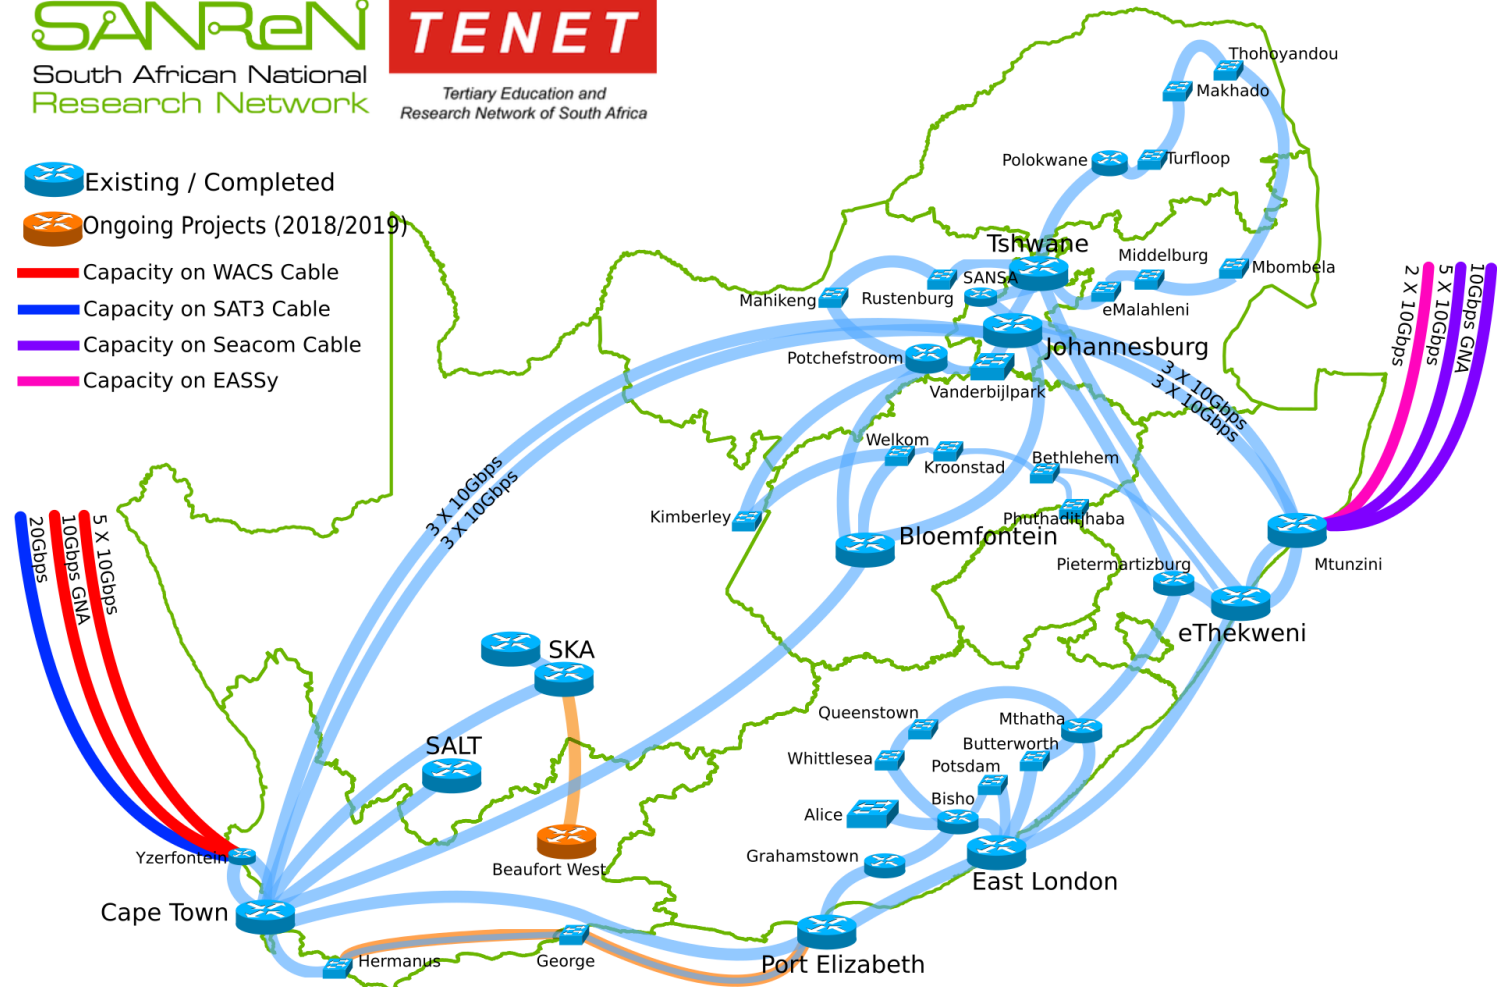 SANReN
South African National
Research Network
TENET
Tertiary Education and
Research Network of South Africa
Existing / Completed
Ongoing Projects (2018/2019)
Capacity on WACS Cable
Capacity on SAT3 Cable
Capacity on Seacom Cable
Capacity on EASSy
Thohoyandou
Makhado
Polokwane
Turfloop
Tshwane
Middelburg
Mbombela
SANSA
Mahikeng
Rustenburg
eMalahleni
Johannesburg
Potchefstroom
Vanderbijlpark
2 X 10Gbps
5 X 10Gbps
10Gbps GNA
3 X 10Gbps
3 X 10Gbps
Welkom
Kroonstad
Bethlehem
3 X 10Gbps
3 X 10Gbps
Kimberley
Phuthaditjhaba
Bloemfontein
Pietermartizburg
Mtunzini
eThekweni
20Gbps
10Gbps GNA
5 X 10Gbps
SKA
SALT
Queenstown
Mthatha
Butterworth
Whittlesea
Potsdam
Bisho
Alice
Grahamstown
East London
Yzerfontein
Beaufort West
Cape Town
Hermanus
George
Port Elizabeth